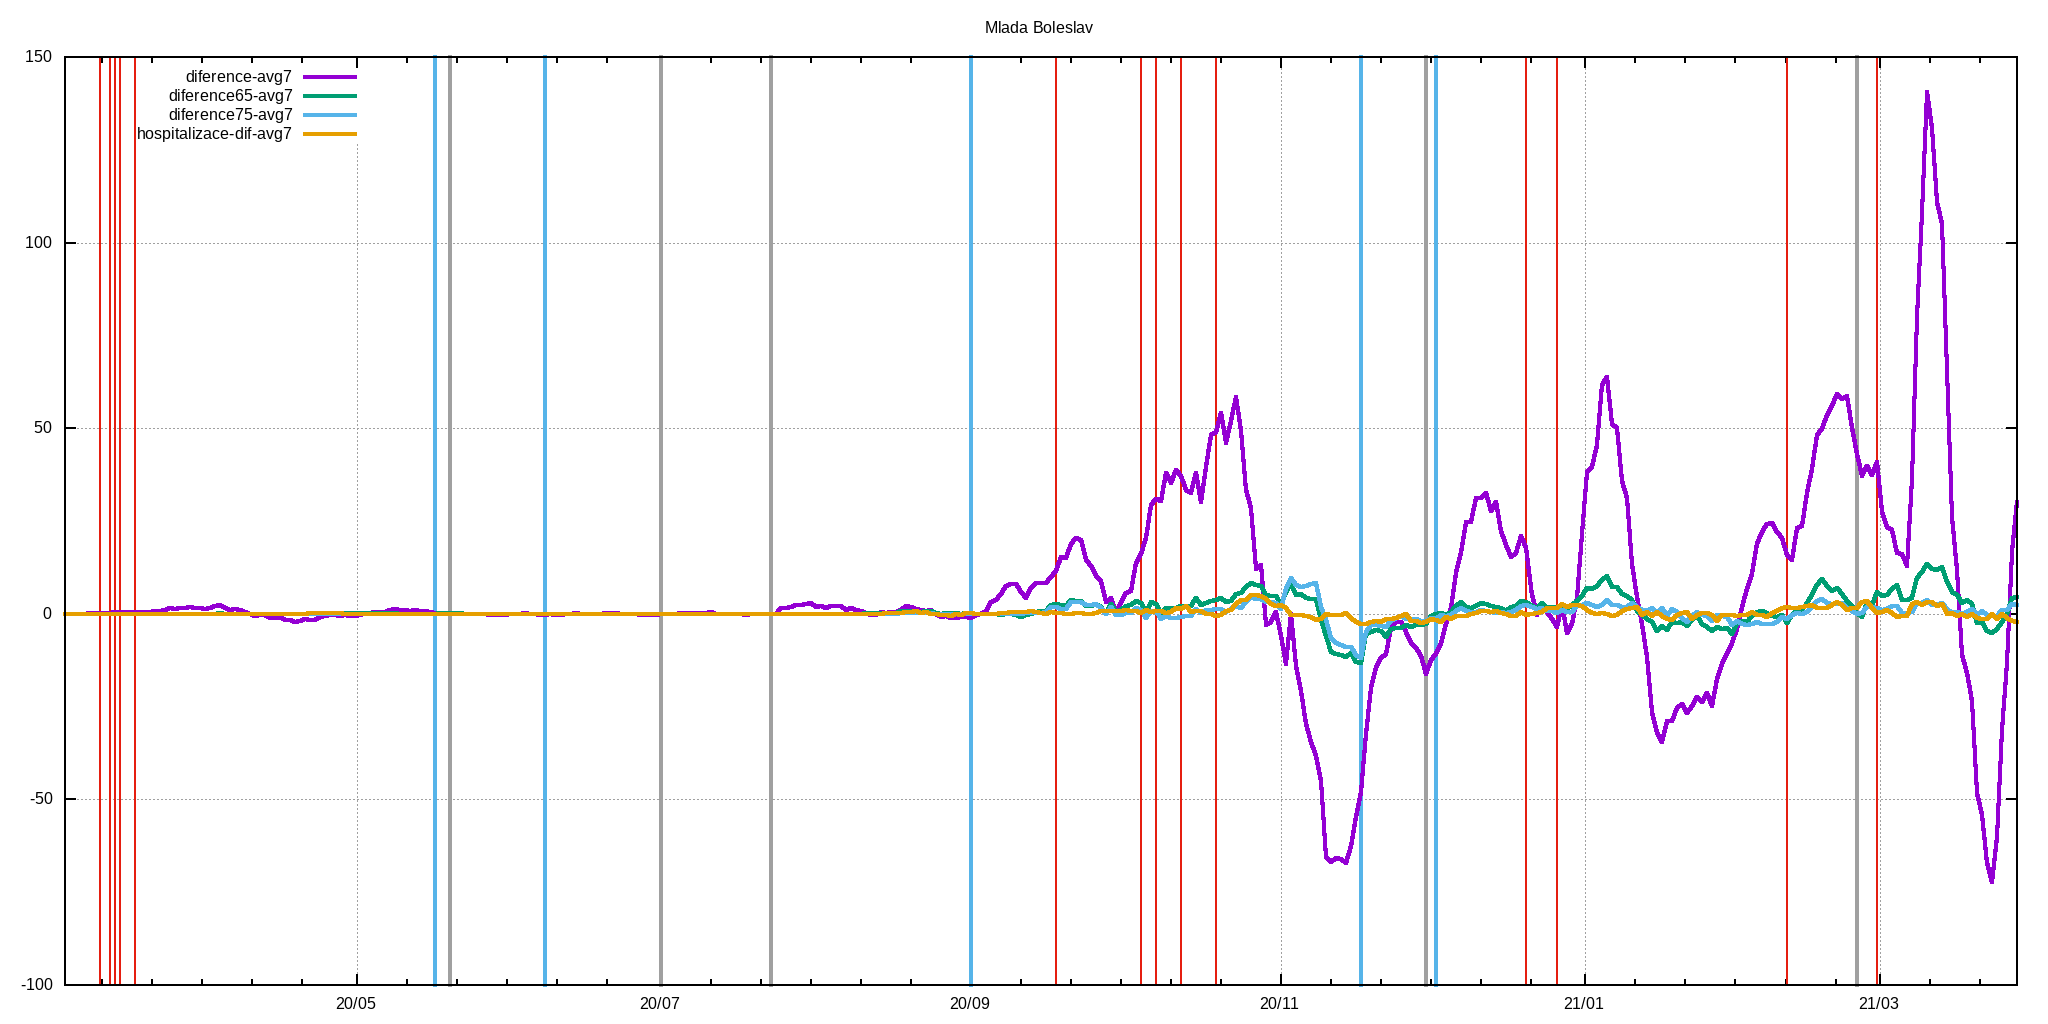 Mlada Boleslav
150
diference-avg7
diference65-avg7
diference75-avg7
hospitalizace-dif-avg7
100
50
0
-50
-100
20/05 20/07 20/09 20/11 21/01 21/03